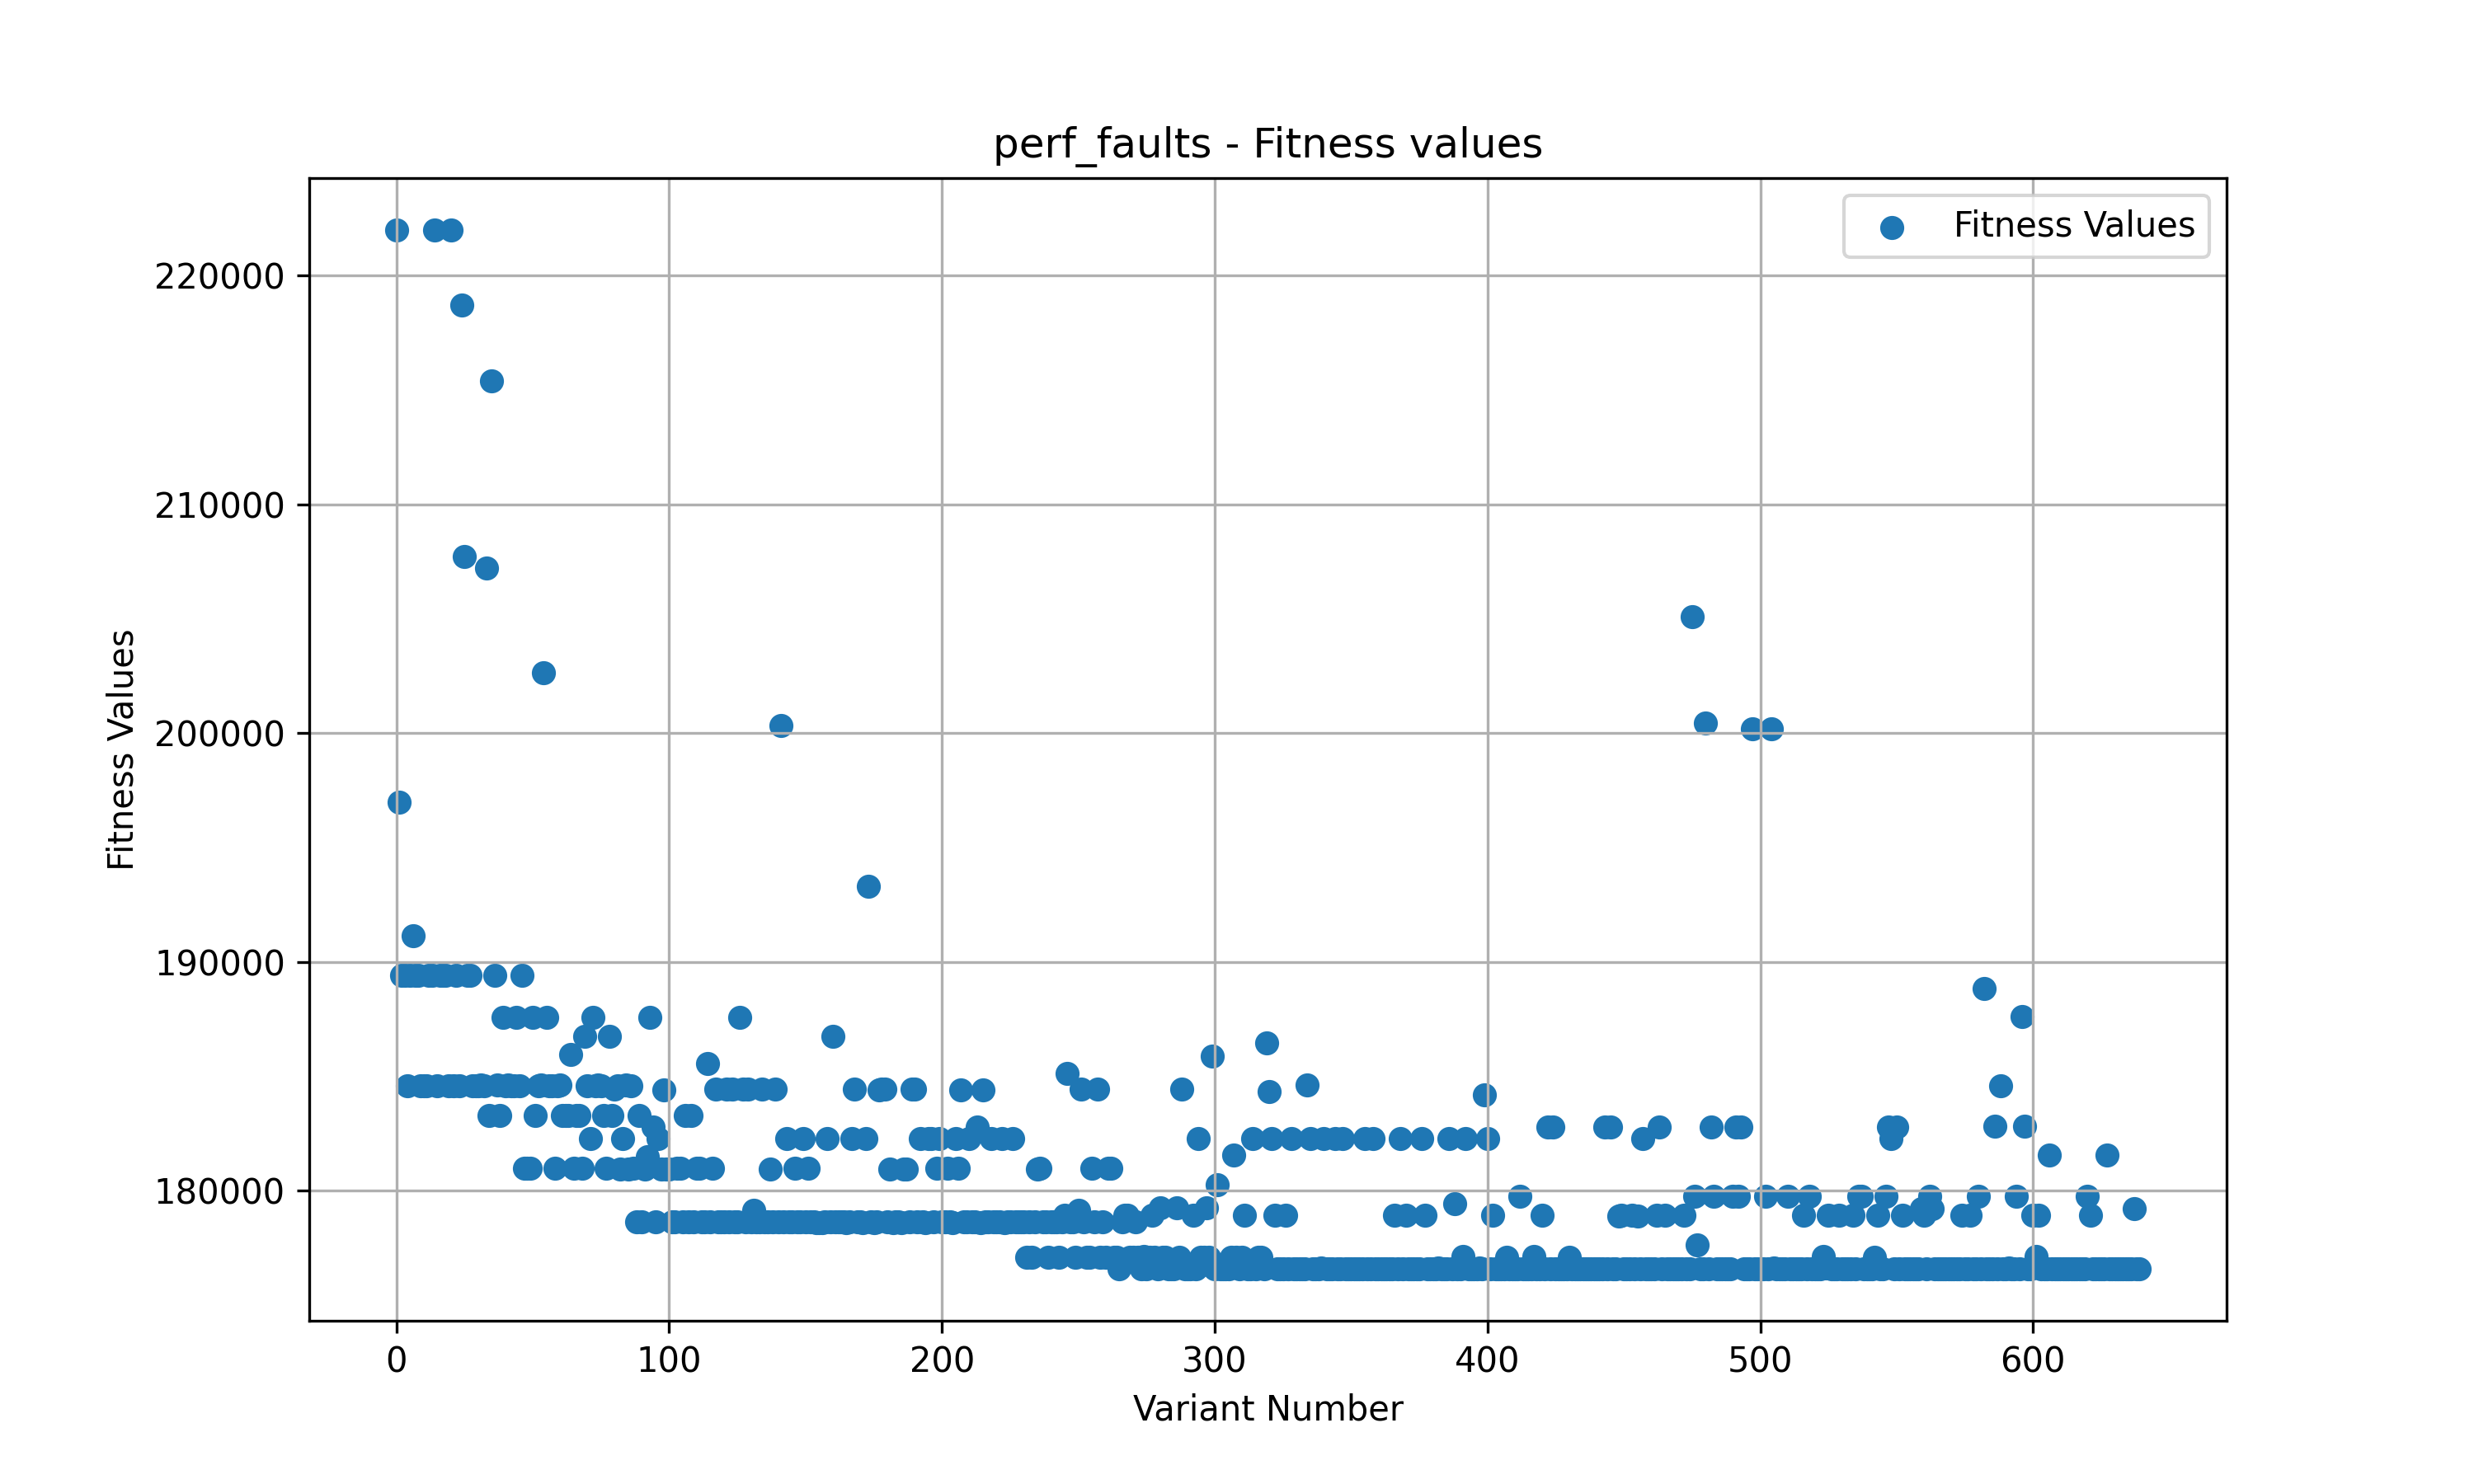 perf_faults - Fitness values
Fitness Values
220000
210000
200000
190000
180000
Fitness Values
0 100 200 300 400 500 600
Variant Number